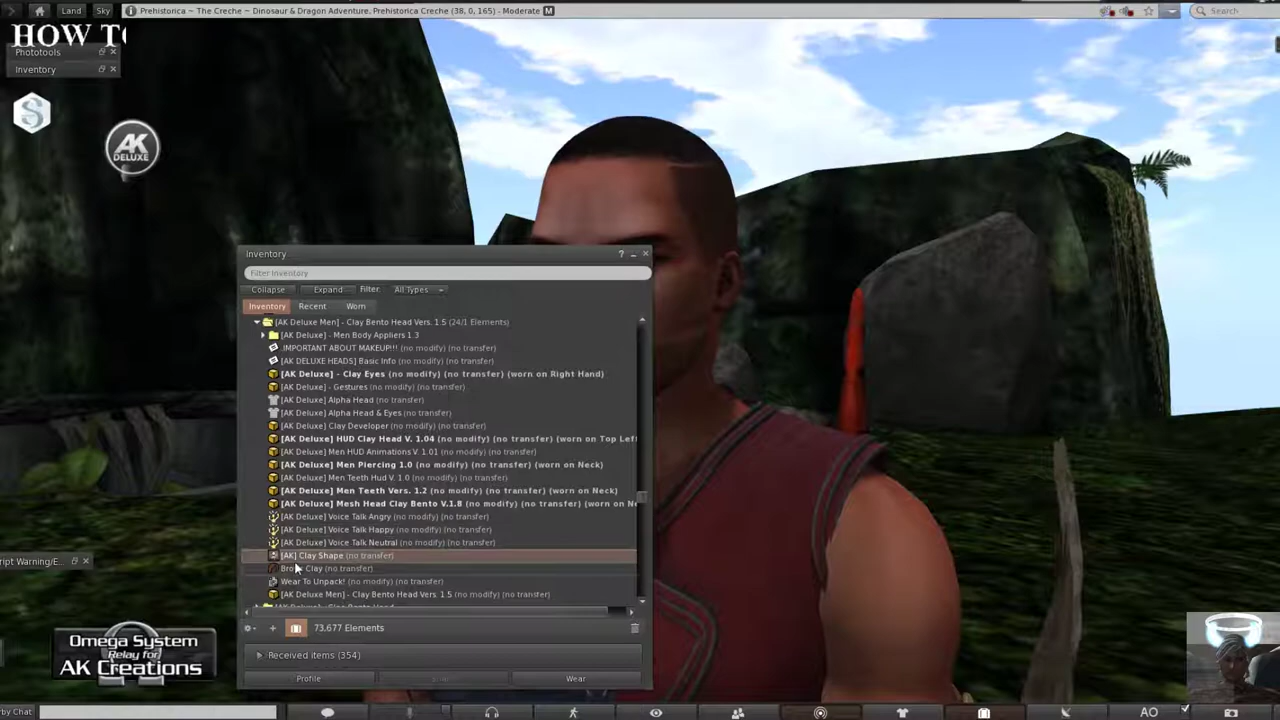 Land Sky Prehistorica ~ The Creche ~ Dinosaur & Dragon Adventure, Prehistorica Creche (38, 0, 165) - Moderate M Search
HOW TO
Phototools
Inventory
S
AK
DELUXE
Inventory ?
Filter Inventory
Collapse Expand Filter: All Types
Inventory Recent Worn
[AK Deluxe Men] - Clay Bento Head Vers. 1.5 (24/1 Elements)
[AK Deluxe] - Men Body Appliers 1.3
IMPORTANT ABOUT MAKEUP!!! (no modify) (no transfer)
[AK DELUXE HEADS] Basic Info (no modify) (no transfer)
[AK Deluxe] - Clay Eyes (no modify) (no transfer) (worn on Right Hand)
[AK Deluxe] - Gestures (no modify) (no transfer)
[AK Deluxe] Alpha Head (no transfer)
[AK Deluxe] Alpha Head & Eyes (no transfer)
[AK Deluxe] Clay Developer (no modify) (no transfer)
[AK Deluxe] HUD Clay Head V. 1.04 (no modify) (no transfer) (worn on Top Left
[AK Deluxe] Men HUD Animations V. 1.01 (no modify) (no transfer)
[AK Deluxe] Men Piercing 1.0 (no modify) (no transfer) (worn on Neck)
[AK Deluxe] Men Teeth Hud V. 1.0 (no modify) (no transfer)
[AK Deluxe] Men Teeth Vers. 1.2 (no modify) (no transfer) (worn on Neck)
[AK Deluxe] Mesh Head Clay Bento V.1.8 (no modify) (no transfer) (worn on Ne
[AK Deluxe] Voice Talk Angry (no modify) (no transfer)
[AK Deluxe] Voice Talk Happy (no modify) (no transfer)
[AK Deluxe] Voice Talk Neutral (no modify) (no transfer)
[AK] Clay Shape (no transfer)
Clay (no transfer)
Wear To Unpack! (no modify) (no transfer)
[AK Deluxe Men] - Clay Bento Head Vers. 1.5 (no modify) (no transfer)
73.677 Elements
Received items (354)
Profile Wear
ript Warning/E...
Omega System
Relay for
AK Creations
by Chat AO